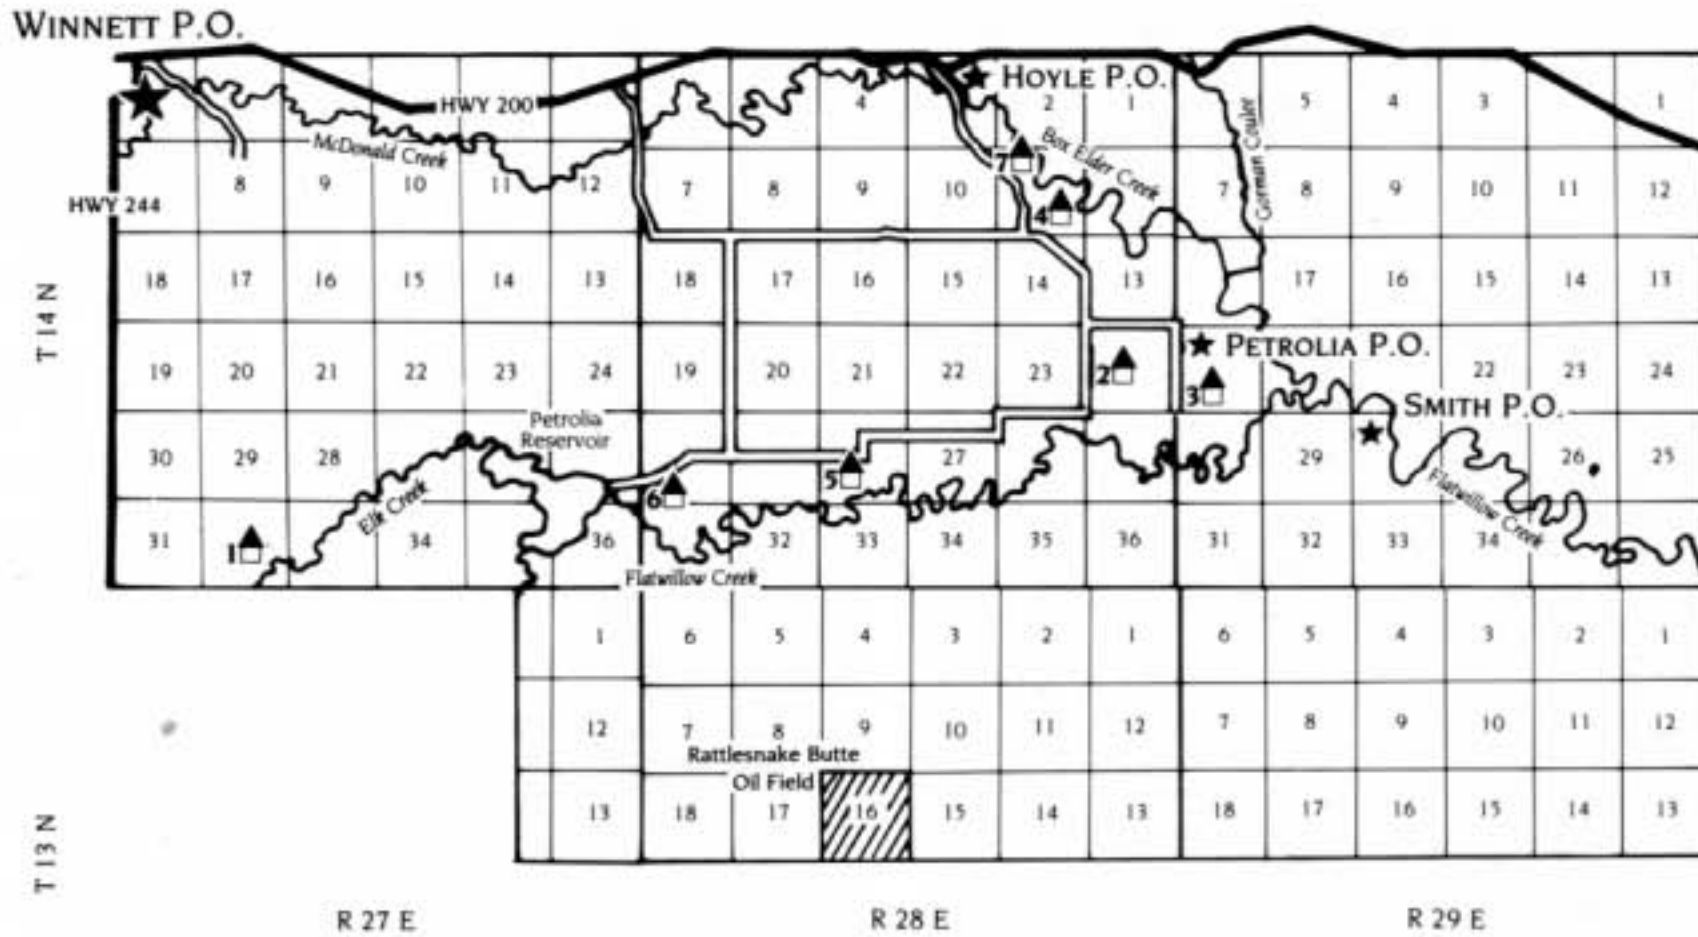 WINNETT P.O.
HOYLE P.O.
HWY 200
4 2 1 5 4 3 1
McDonald Creek
Box Elder Creek
Gorman Coulee
7
8 9 10 11 12 7 8 9 10 7 8 9 10 11 12
HWY 244
4
T 14 N
18 17 16 15 14 13 18 17 16 15 14 13 17 16 15 14 13
PETROLIA P.O.
19 20 21 22 23 24 19 20 21 22 23 2 3 22 23 24
SMITH P.O.
Petrolia
Reservoir
30 29 28 5 27 29 26 25
6
Elk Creek
Flatwillow Creek
31 1 34 36 32 33 34 35 36 31 32 33 34
Flatwillow Creek
1 6 5 4 3 2 1 6 5 4 3 2 1
12 7 8 9 10 11 12 7 8 9 10 11 12
Rattlesnake Butte
Oil Field
13 18 17 16 15 14 13 18 17 16 15 14 13
T 13 N
R 27 E R 28 E R 29 E